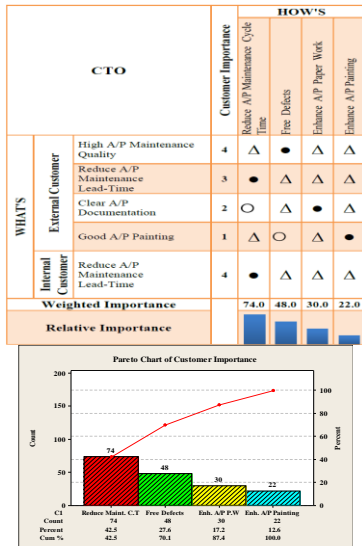 HOW'S
CTO
Customer Importance
Reduce A/P Maintenance Cycle Time
Free Defects
Enhance A/P Paper Work
Enhance A/P Painting
WHAT'S
External Customer
High A/P Maintenance Quality
4 Δ ● Δ Δ
Reduce A/P Maintenance Lead-Time
3 ● Δ Δ Δ
Clear A/P Documentation
2 ○ Δ ● Δ
Good A/P Painting
1 Δ ○ Δ ●
Internal Customer
Reduce A/P Maintenance Lead-Time
4 ● Δ Δ Δ
Weighted Importance 74.0 48.0 30.0 22.0
Relative Importance
Pareto Chart of Customer Importance
200
150
100
50
0
Count
100
80
60
40
20
0
Percent
74
48
30
22
CI Reduce Maint. C.T Free Defects Enh. A/P P.W Enh. A/P Painting
Count 74 48 30 22
Percent 42.5 27.6 17.2 12.6
Cum % 42.5 70.1 87.4 100.0